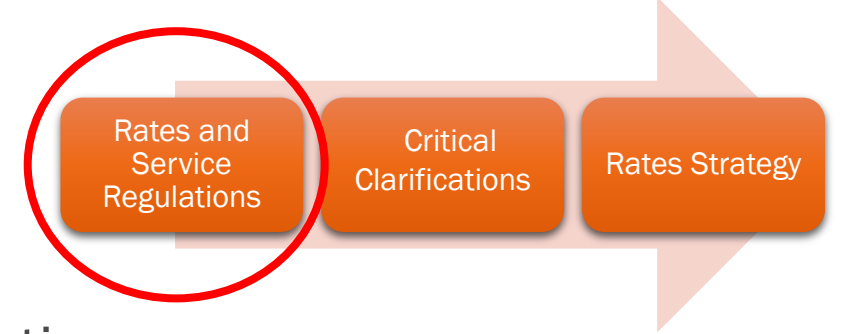 Rates and
Service
Regulations
Critical
Clarifications
Rates Strategy